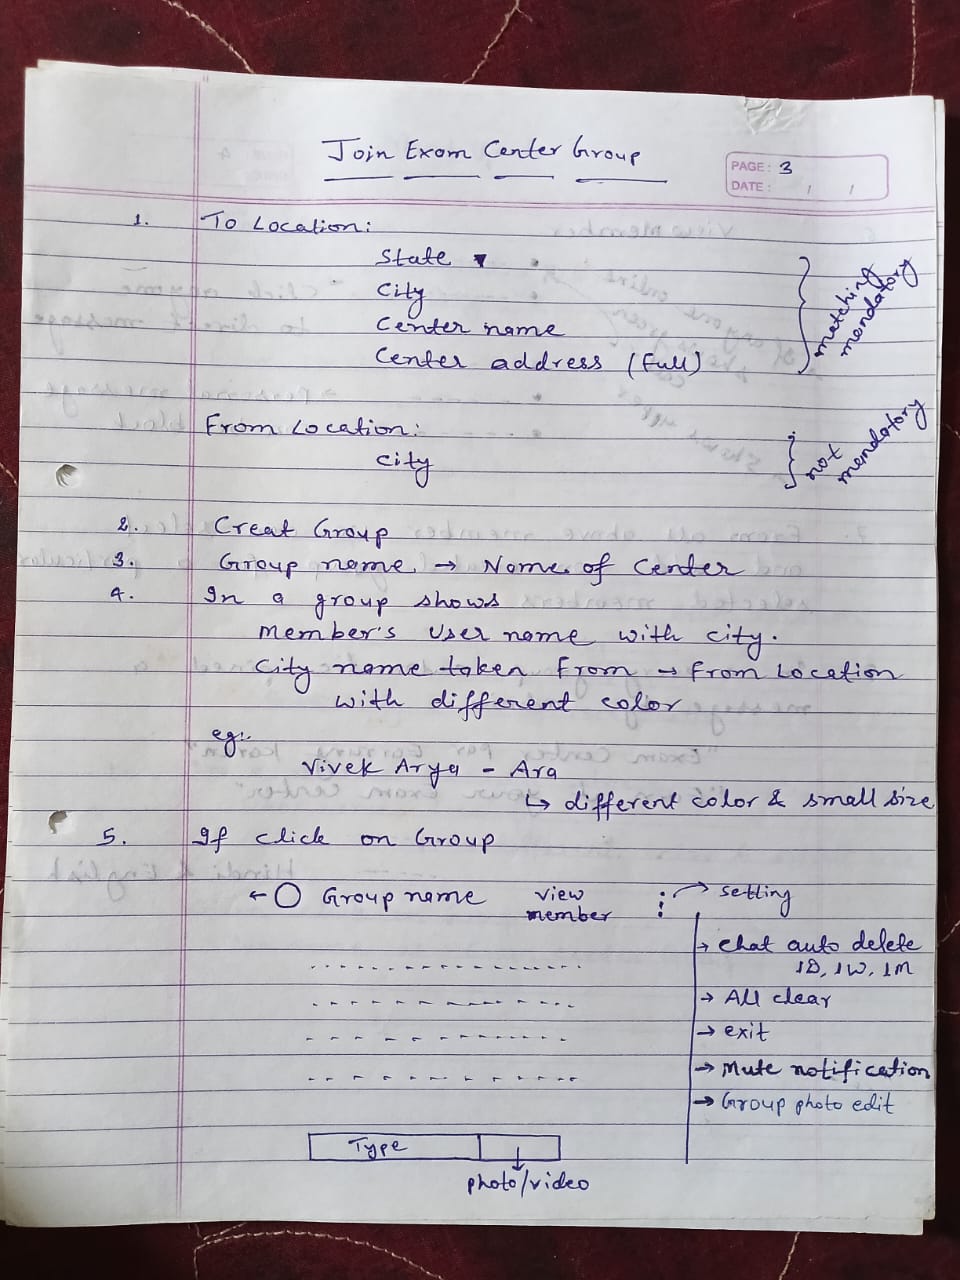 Join Exam Center Group
PAGE: 3
DATE: / /
1. To Location:
State ▼
City
Center name
Center address (Full)
matching mendatory
From Location:
City
not mendatory
2. Creat Group
3. Group name → Name of Center
4. In a group shows
member's User name with city.
City name taken From → From Location
with different color
eg:-
Vivek Arya - Ara
↳ different color & small size
5. If click on Group
← ○ Group name view member ⋮ → setting
→ chat auto delete
1D, 1W, 1M
→ All clear
→ exit
→ Mute notification
→ Group photo edit
Type
photo/video